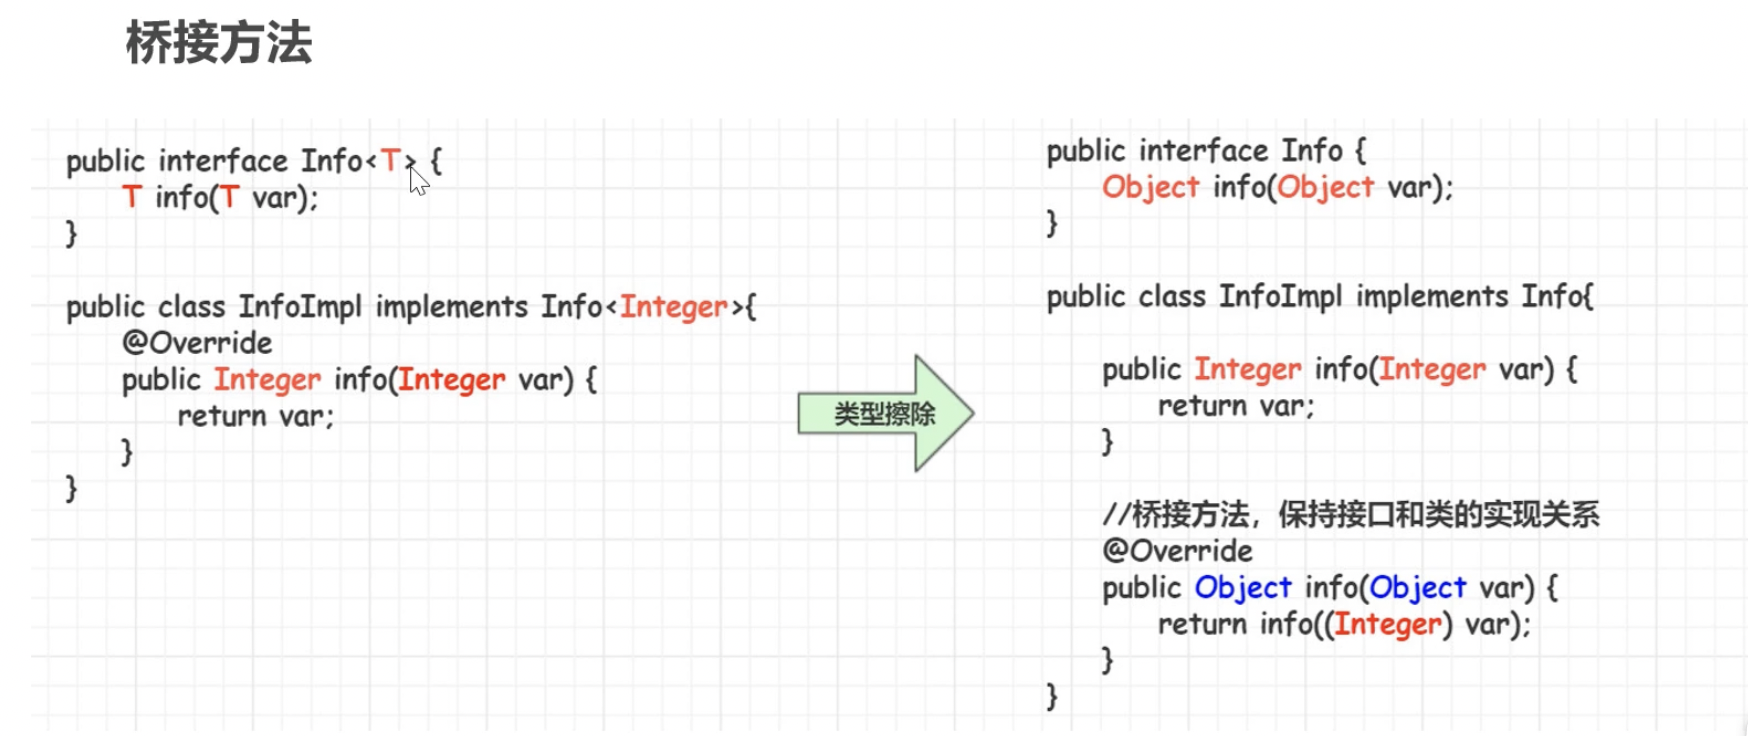 桥接方法
public interface Info<T> {
T info(T var);
}
public class InfoImpl implements Info<Integer>{
@Override
public Integer info(Integer var) {
return var;
}
}
类型擦除
public interface Info {
Object info(Object var);
}
public class InfoImpl implements Info{
public Integer info(Integer var) {
return var;
}
//桥接方法，保持接口和类的实现关系
@Override
public Object info(Object var) {
return info((Integer) var);
}
}